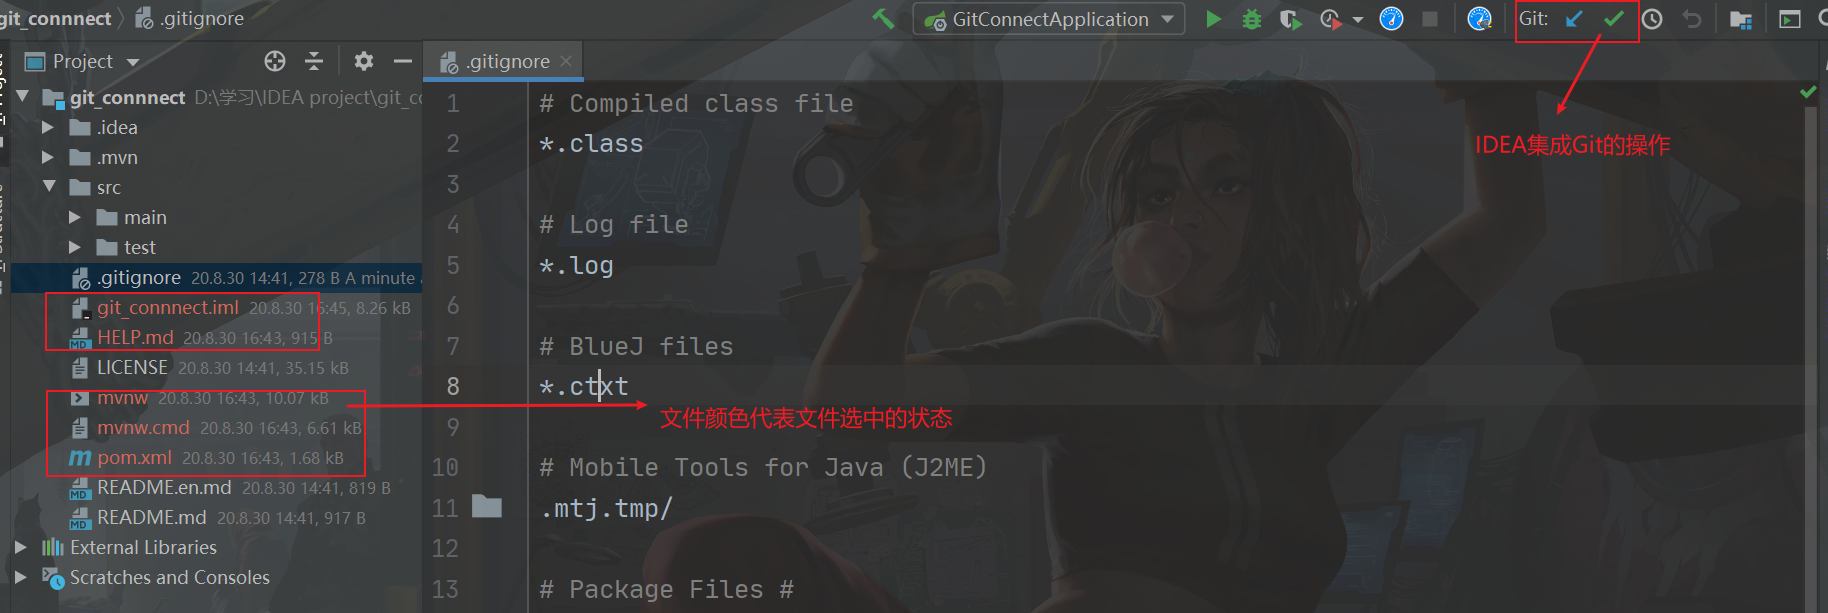 git_connnect .gitignore
GitConnectApplication
Git:
Project
.gitignore
git_connnect D:\学习\IDEA project\git_c
.idea
.mvn
src
main
test
.gitignore 20.8.30 14:41, 278 B A minute
git_connnect.iml 20.8.30 16:45, 8.26 kB
HELP.md 20.8.30 16:43, 915 B
LICENSE 20.8.30 14:41, 35.15 kB
mvnw 20.8.30 16:43, 10.07 kB
mvnw.cmd 20.8.30 16:43, 6.61 kB
pom.xml 20.8.30 16:43, 1.68 kB
README.en.md 20.8.30 14:41, 819 B
README.md 20.8.30 14:41, 917 B
External Libraries
Scratches and Consoles
1 # Compiled class file
2 *.class
3
4 # Log file
5 *.log
6
7 # BlueJ files
8 *.ctxt
9
10 # Mobile Tools for Java (J2ME)
11 .mtj.tmp/
12
13 # Package Files #
IDEA集成Git的操作
文件颜色代表文件选中的状态